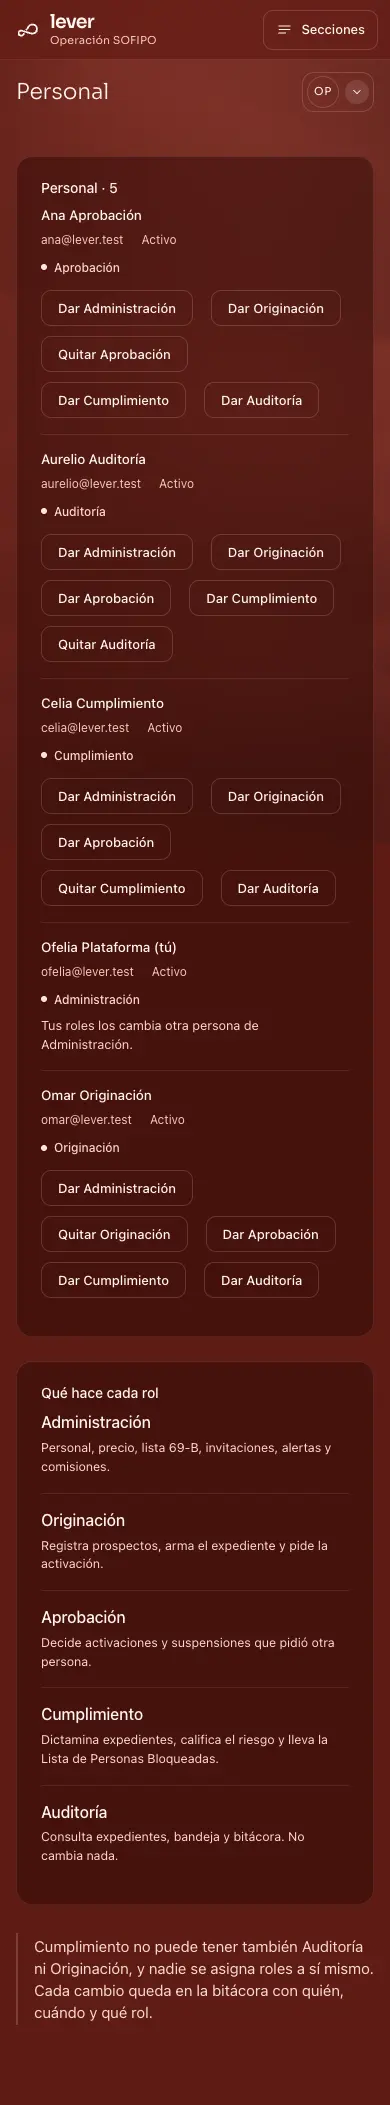 lever
Operación SOFIPO
Secciones
Personal
OP
Personal · 5
Ana Aprobación
ana@lever.test Activo
Aprobación
Dar Administración Dar Originación
Quitar Aprobación
Dar Cumplimiento Dar Auditoría
Aurelio Auditoría
aurelio@lever.test Activo
Auditoría
Dar Administración Dar Originación
Dar Aprobación Dar Cumplimiento
Quitar Auditoría
Celia Cumplimiento
celia@lever.test Activo
Cumplimiento
Dar Administración Dar Originación
Dar Aprobación
Quitar Cumplimiento Dar Auditoría
Ofelia Plataforma (tú)
ofelia@lever.test Activo
Administración
Tus roles los cambia otra persona de
Administración.
Omar Originación
omar@lever.test Activo
Originación
Dar Administración
Quitar Originación Dar Aprobación
Dar Cumplimiento Dar Auditoría
Qué hace cada rol
Administración
Personal, precio, lista 69-B, invitaciones, alertas y
comisiones.
Originación
Registra prospectos, arma el expediente y pide la
activación.
Aprobación
Decide activaciones y suspensiones que pidió otra
persona.
Cumplimiento
Dictamina expedientes, califica el riesgo y lleva la
Lista de Personas Bloqueadas.
Auditoría
Consulta expedientes, bandeja y bitácora. No
cambia nada.
Cumplimiento no puede tener también Auditoría
ni Originación, y nadie se asigna roles a sí mismo.
Cada cambio queda en la bitácora con quién,
cuándo y qué rol.